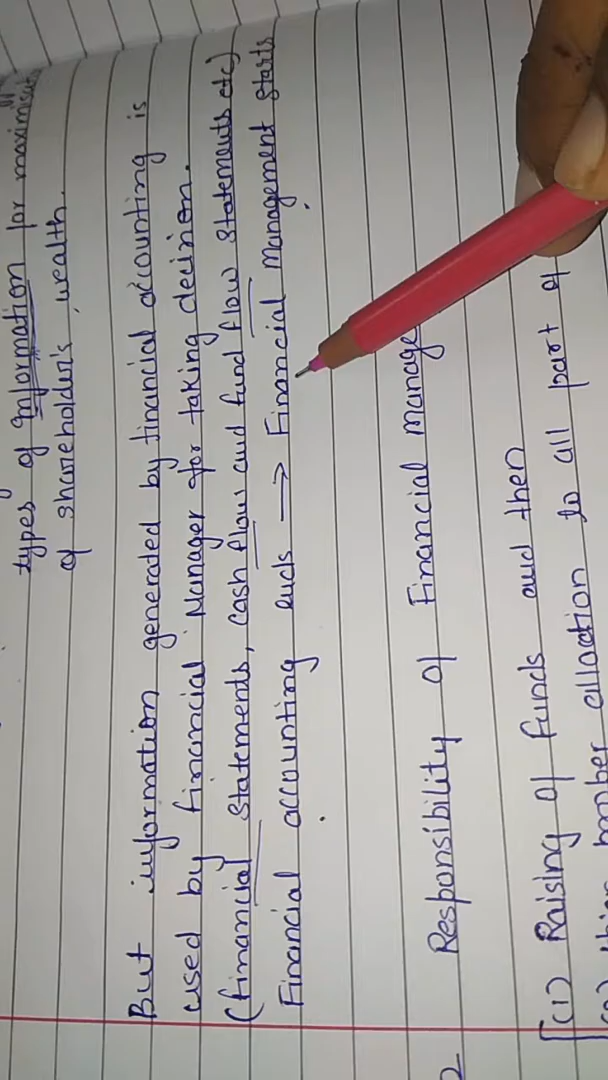 types of Information for
of shareholder's wealth.
But information generated by financial accounting is
used by financial Manager for taking decision.
(financial statements, cash flow and fund flow statements etc)
Financial accounting ends → Financial Management starts
2 Responsibility of Financial Manage
(1) Raising of funds and then
allocation to all part of